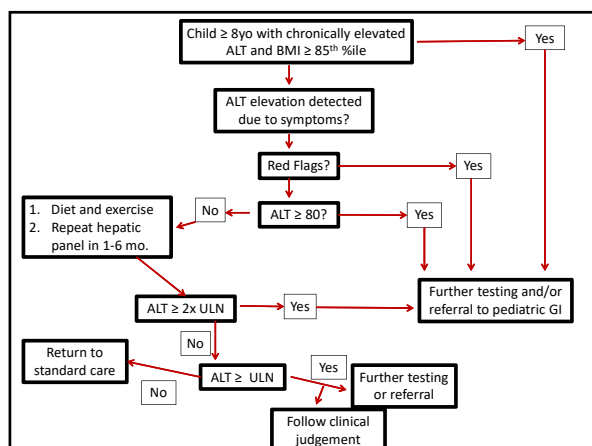 Child ≥ 8yo with chronically elevated
ALT and BMI ≥ 85th %ile
Yes
ALT elevation detected
due to symptoms?
Red Flags?
Yes
1. Diet and exercise
2. Repeat hepatic
panel in 1-6 mo.
No
ALT ≥ 80?
Yes
Further testing and/or
referral to pediatric GI
ALT ≥ 2x ULN
Yes
No
Return to
standard care
No
ALT ≥ ULN
Yes
Further testing
or referral
Follow clinical
judgement